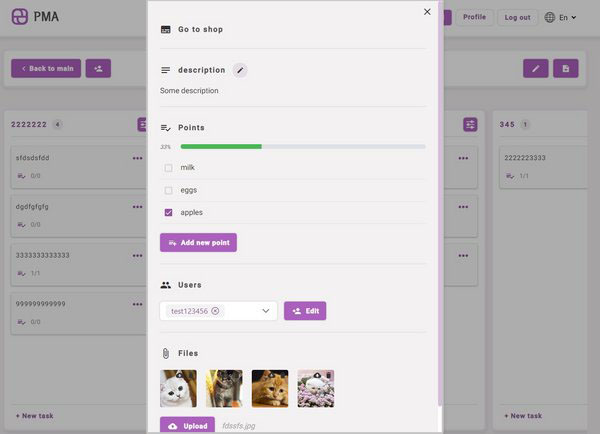 PMA
Profile
Log out
En
Back to main
2222222 4
sfdsdsfdd
0/0
dgdfgfgfg
0/0
3333333333333
1/1
999999999999
0/0
+ New task
Go to shop
description
Some description
Points
33%
milk
eggs
apples
Add new point
Users
test123456
Edit
Files
Upload
fdssfs.jpg
345 1
2222223333
1/1
+ New task